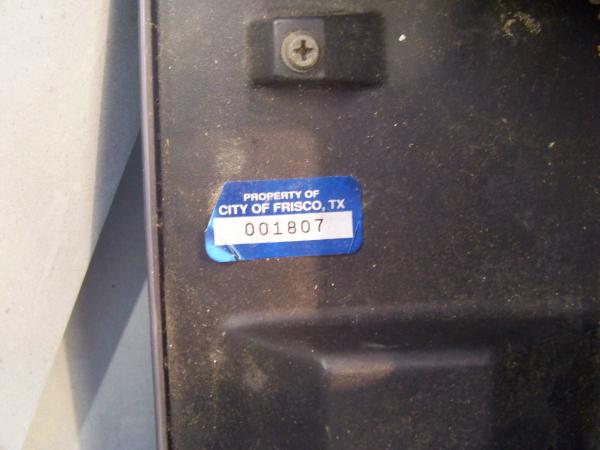 PROPERTY OF
CITY OF FRISCO, TX
001807